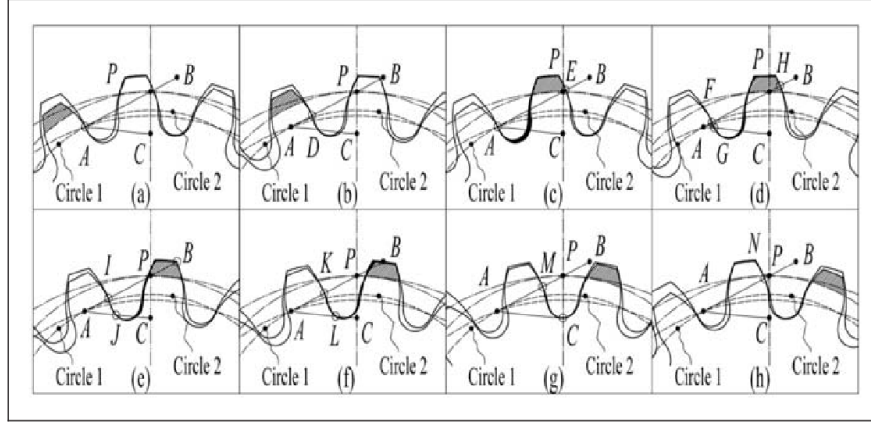 P B
A C
Circle 1 (a) Circle 2
P B
A D C
Circle 1 (b) Circle 2
P E B
A C
Circle 1 (c) Circle 2
P H B
F
A G C
Circle 1 (d) Circle 2
I P B
A J C
Circle 1 (e) Circle 2
K P B
A L C
Circle 1 (f) Circle 2
A M P B
C
Circle 1 (g) Circle 2
N P B
A C
Circle 1 (h) Circle 2